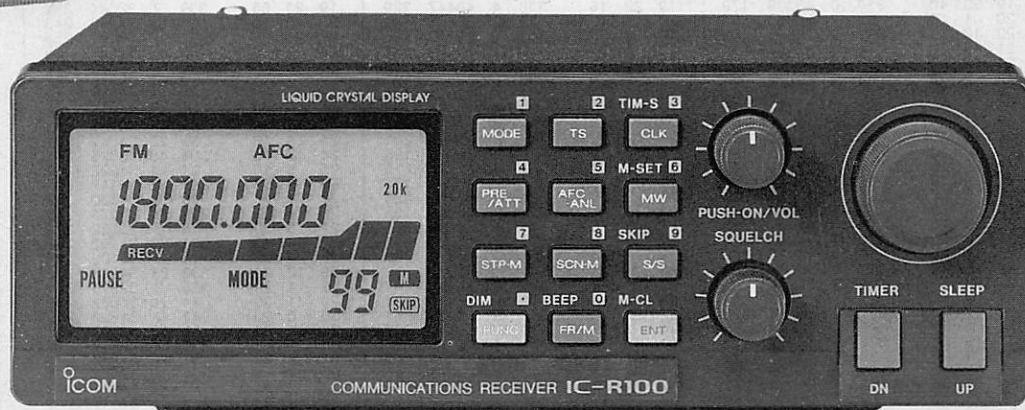 LIQUID CRYSTAL DISPLAY
FM AFC
1800.000 20k
RECV
PAUSE MODE 99 M
SKIP
1 2 TIM-S 3
MODE TS CLK
4 5 M-SET 6
PRE/ATT AFC-ANL MW
7 8 SKIP 9
STP-M SCN-M S/S
DIM • BEEP 0 M-CL
FUNC FR/M ENT
PUSH-ON/VOL
SQUELCH
TIMER SLEEP
DN UP
ICOM COMMUNICATIONS RECEIVER IC-R100